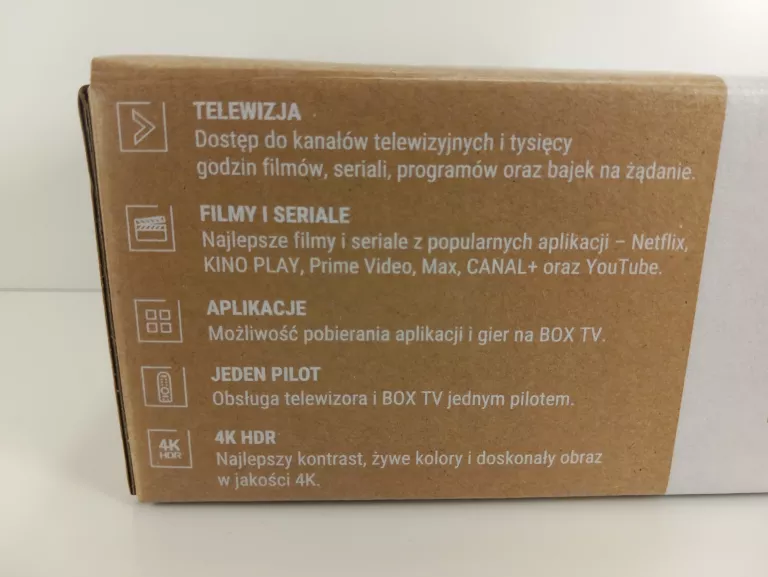 TELEWIZJA
Dostęp do kanałów telewizyjnych i tysięcy
godzin filmów, seriali, programów oraz bajek na żądanie.
FILMY I SERIALE
Najlepsze filmy i seriale z popularnych aplikacji – Netflix,
KINO PLAY, Prime Video, Max, CANAL+ oraz YouTube.
APLIKACJE
Możliwość pobierania aplikacji i gier na BOX TV.
JEDEN PILOT
Obsługa telewizora i BOX TV jednym pilotem.
4K
HDR
4K HDR
Najlepszy kontrast, żywe kolory i doskonały obraz
w jakości 4K.